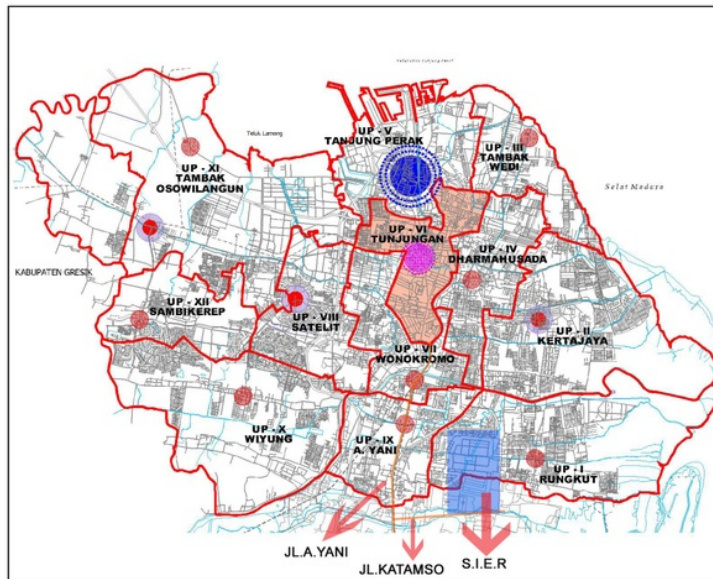 UP - V
TANJUNG PERAK
UP - III
TAMBAK
WEDI
Teluk Lamong
UP - XI
TAMBAK
OSOWILANGUN
Selat Madura
UP - VI
TUNJUNGAN
UP - IV
DHARMAHUSADA
KABUPATEN GRESIK
UP - XII
SAMBIKEREP
UP - VIII
SATELIT
UP - II
KERTAJAYA
UP - VII
WONOKROMO
UP - X
WIYUNG
UP - IX
A. YANI
UP - I
RUNGKUT
JL.A.YANI
JL.KATAMSO
S.I.E.R